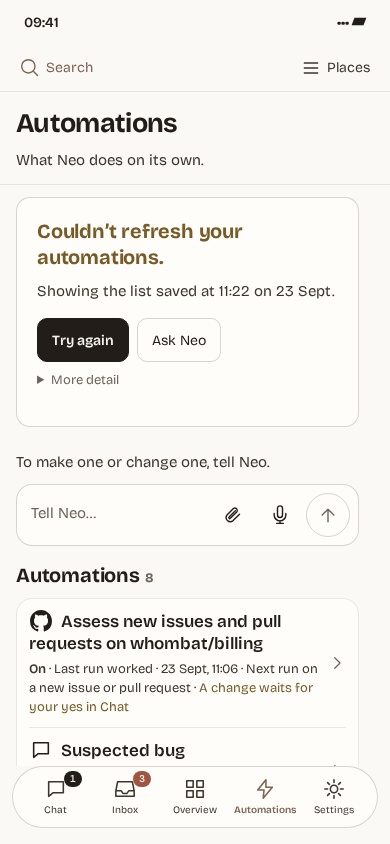 09:41
Search
Places
Automations
What Neo does on its own.
Couldn’t refresh your
automations.
Showing the list saved at 11:22 on 23 Sept.
Try again
Ask Neo
More detail
To make one or change one, tell Neo.
Tell Neo...
Automations 8
Assess new issues and pull
requests on whombat/billing
On · Last run worked · 23 Sept, 11:06 · Next run on
a new issue or pull request · A change waits for
your yes in Chat
Suspected bug
1
3
Chat
Inbox
Overview
Automations
Settings